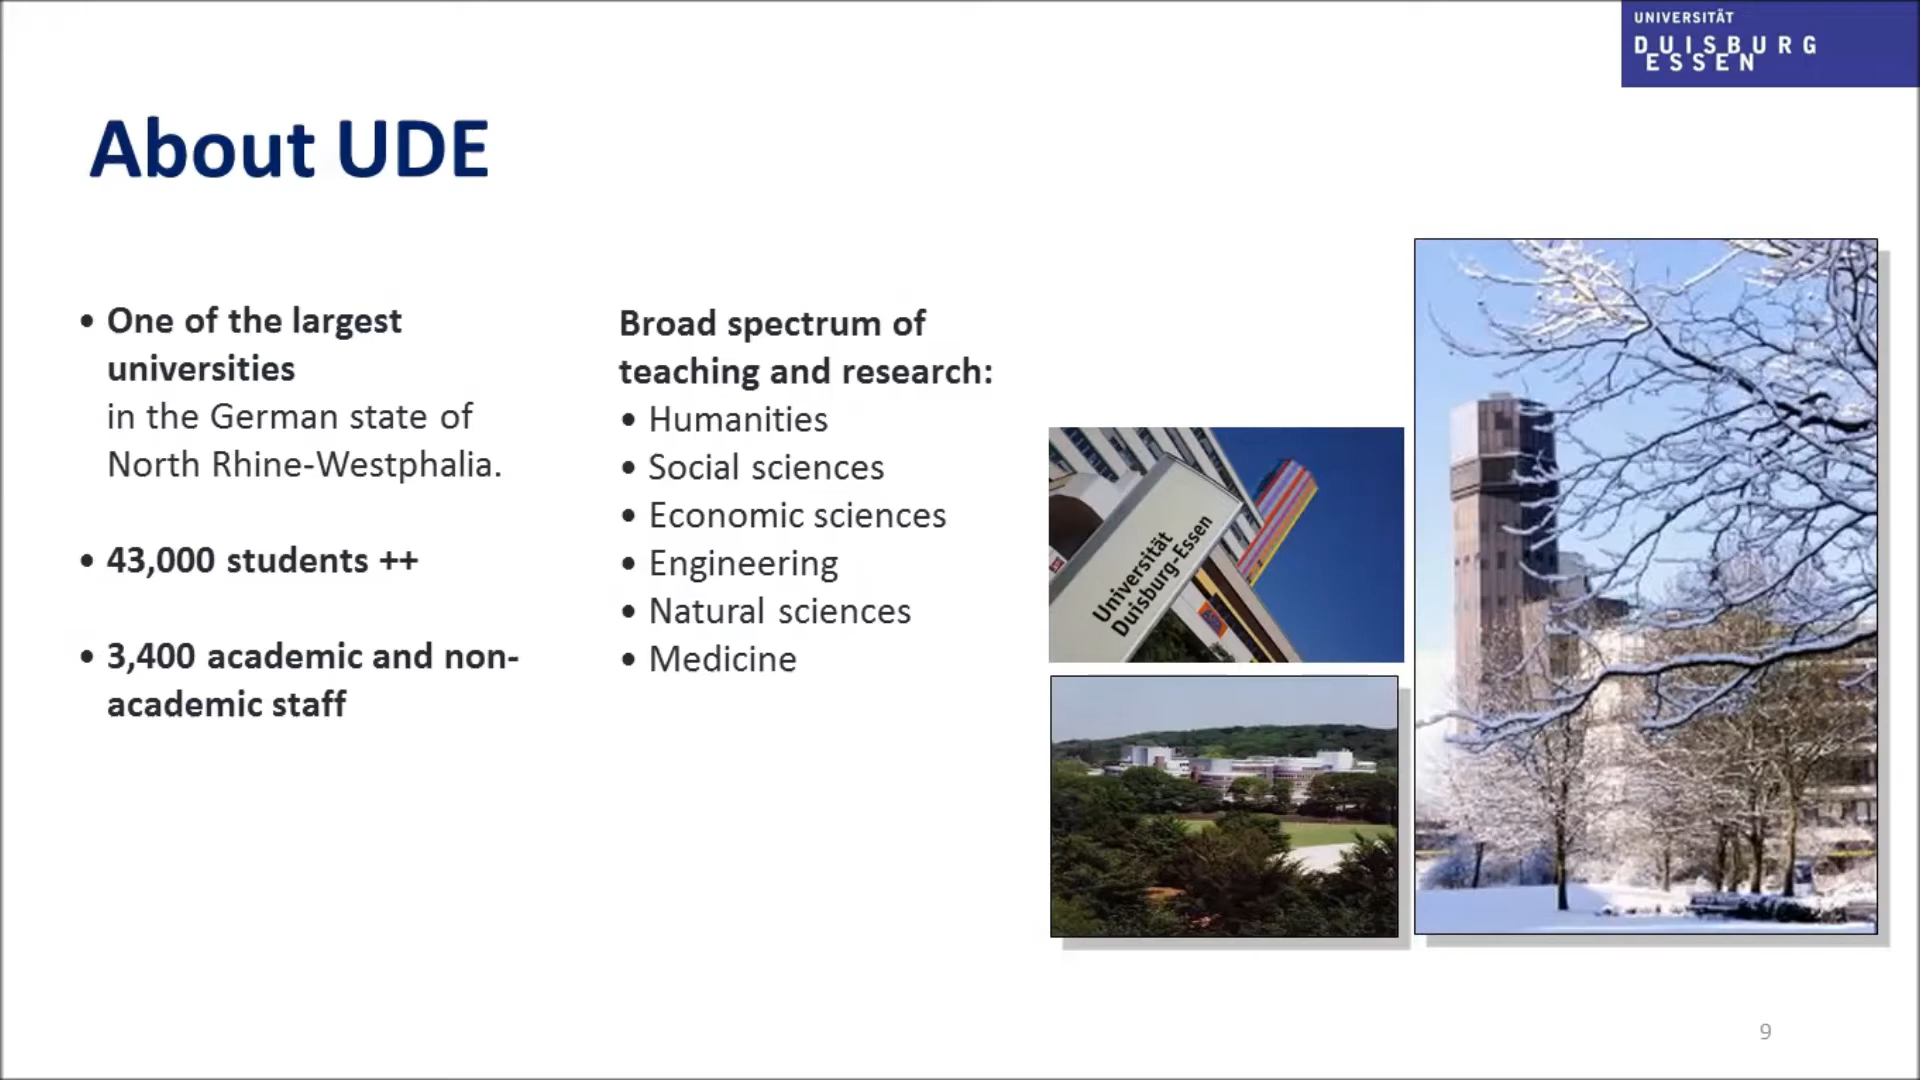 UNIVERSITÄT
DUISBURG
ESSEN
About UDE
• One of the largest
universities
in the German state of
North Rhine-Westphalia.
• 43,000 students ++
• 3,400 academic and non-
academic staff
Broad spectrum of
teaching and research:
• Humanities
• Social sciences
• Economic sciences
• Engineering
• Natural sciences
• Medicine
Universität
Duisburg-Essen
9